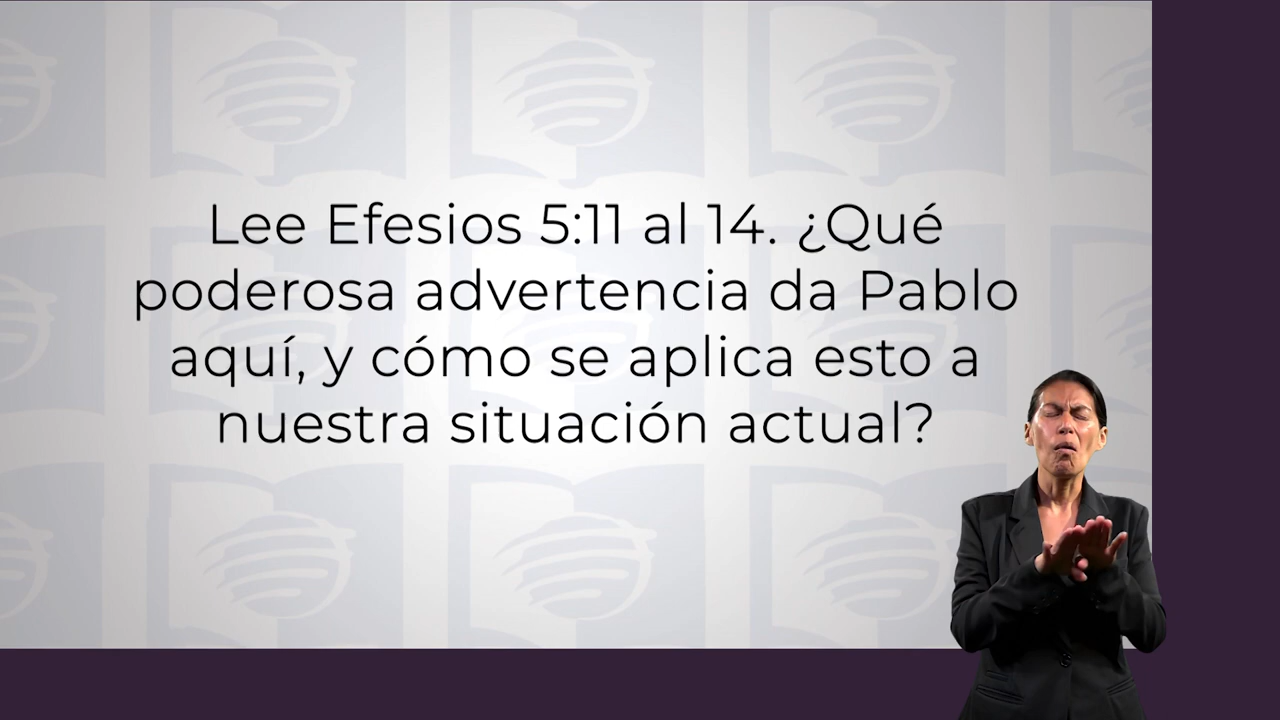 Lee Efesios 5:11 al 14. ¿Qué
poderosa advertencia da Pablo
aquí, y cómo se aplica esto a
nuestra situación actual?